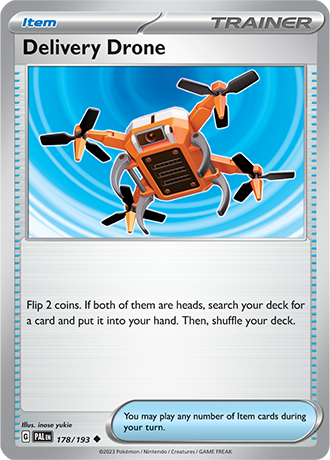 Item
TRAINER
Delivery Drone
Flip 2 coins. If both of them are heads, search your deck for
a card and put it into your hand. Then, shuffle your deck.
Illus. inose yukie
G PAL EN 178/193 ◆
You may play any number of Item cards during
your turn.
©2023 Pokémon / Nintendo / Creatures / GAME FREAK